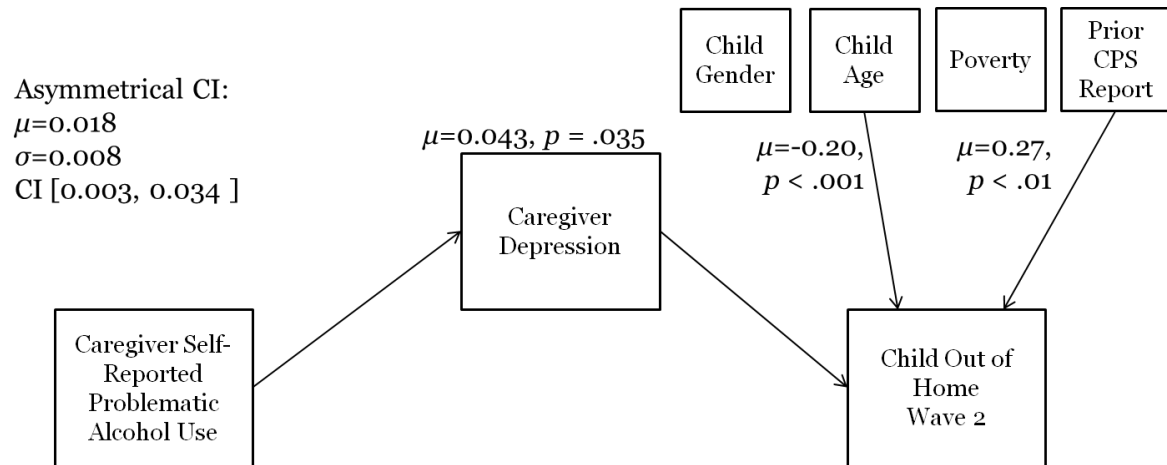 Child
Gender
Child
Age
Poverty
Prior
CPS
Report
Asymmetrical CI:
μ=0.018
σ=0.008
CI [0.003, 0.034 ]
μ=0.043, p = .035
μ=-0.20,
p < .001
μ=0.27,
p < .01
Caregiver
Depression
Caregiver Self-
Reported
Problematic
Alcohol Use
Child Out of
Home
Wave 2